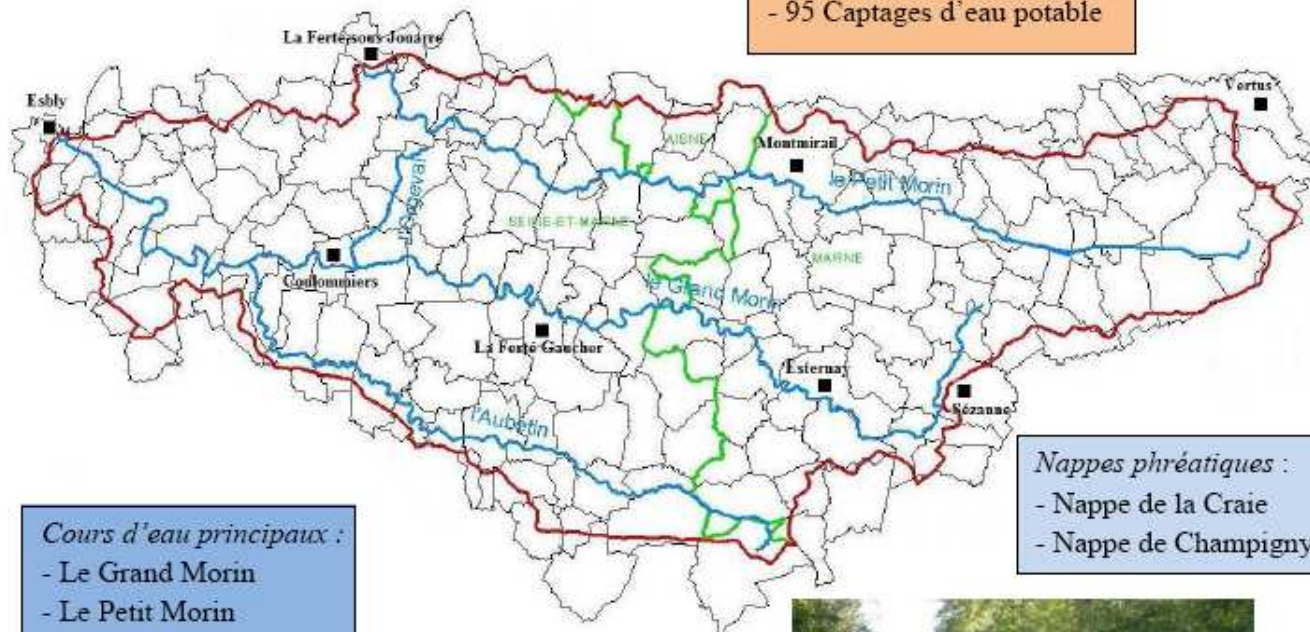 - 95 Captages d'eau potable
La Ferté-sous-Jouarre
Esbly
Vertus
AISNE
Montmirail
le Petit Morin
SEINE-ET-MARNE
MARNE
Coulommiers
le Grand Morin
La Ferté Gaucher
Esternay
Sézanne
l'Aubetin
Nappes phréatiques :
- Nappe de la Craie
- Nappe de Champigny
Cours d'eau principaux :
- Le Grand Morin
- Le Petit Morin